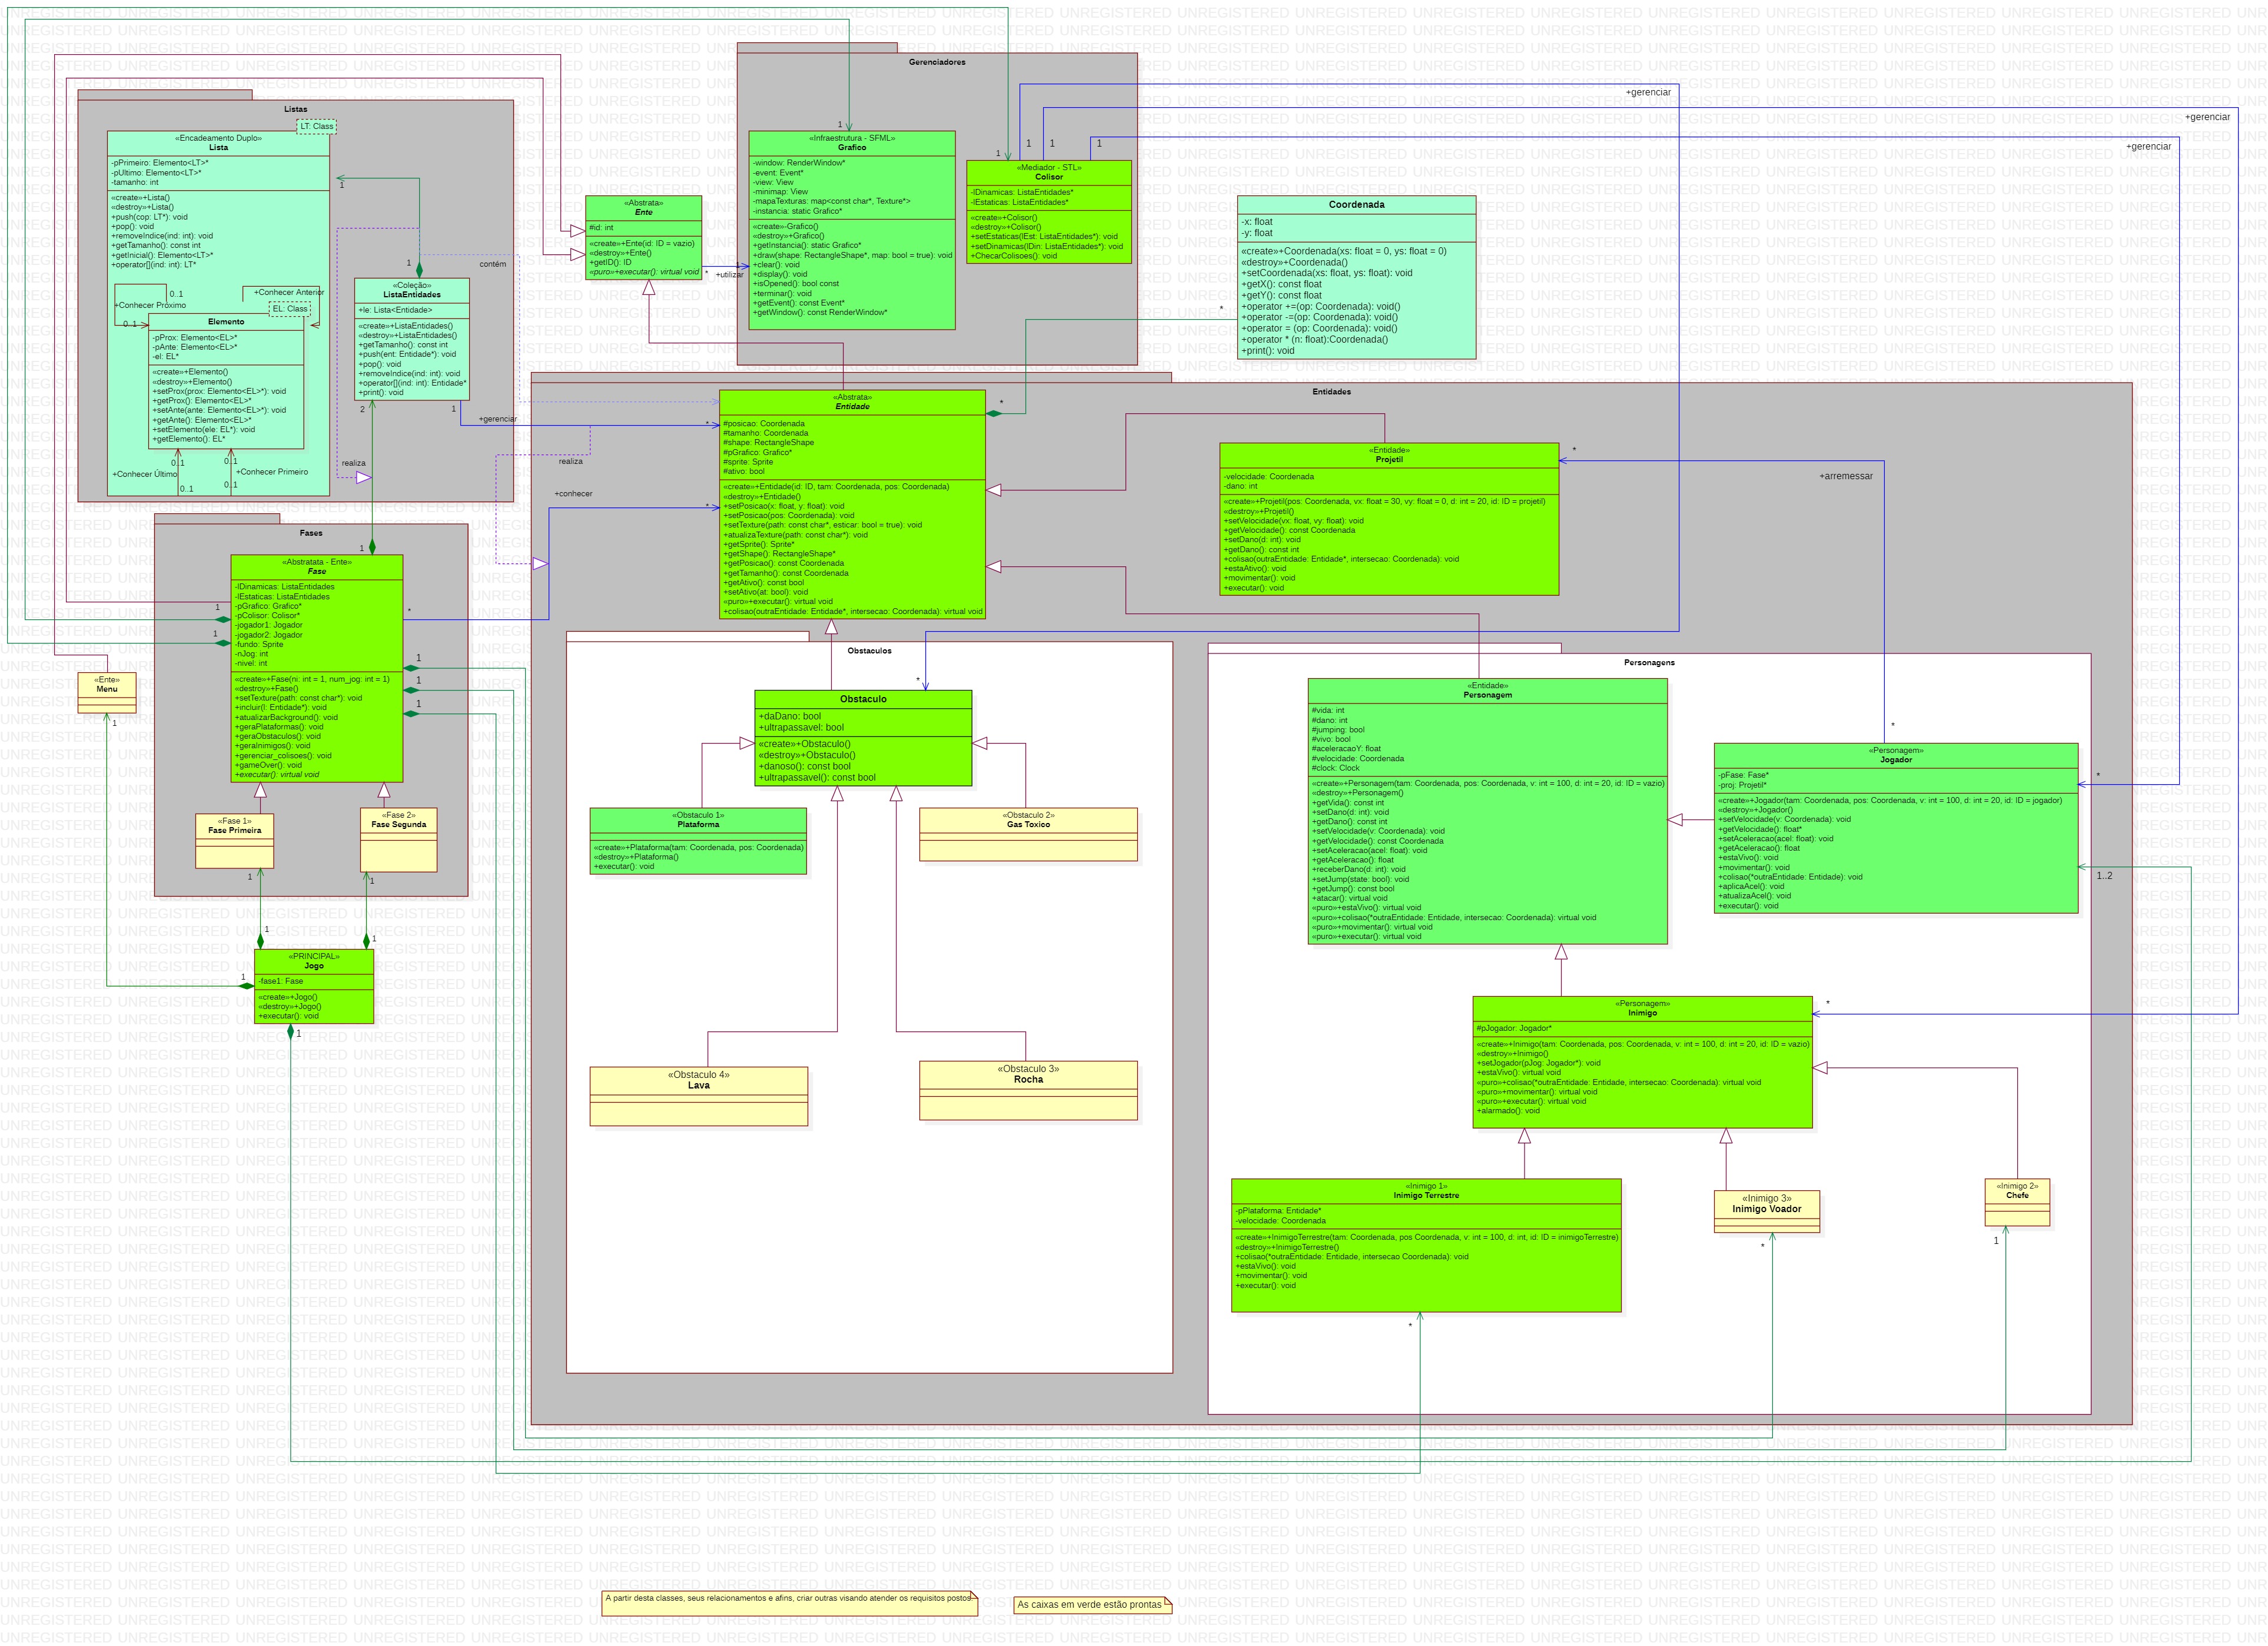 Gerenciadores
+gerenciar
+gerenciar
+gerenciar
Listas
LT: Class
«Encadeamento Duplo»
Lista
-pPrimeiro: Elemento<LT>*
-pUltimo: Elemento<LT>*
-tamanho: int
«create»+Lista()
«destroy»+Lista()
+push(cop: LT*): void
+pop(): void
+removeIndice(ind: int): void
+getTamanho(): const int
+getInicial(): Elemento<LT>*
+operator[](ind: int): LT*
0..1
+Conhecer Próximo
0..1
+Conhecer Anterior
EL: Class
Elemento
-pProx: Elemento<EL>*
-pAnte: Elemento<EL>*
-el: EL*
«create»+Elemento()
«destroy»+Elemento()
+setProx(prox: Elemento<EL>*): void
+getProx(): Elemento<EL>*
+setAnte(ante: Elemento<EL>*): void
+getAnte(): Elemento<EL>*
+setElemento(ele: EL*): void
+getElemento(): EL*
0..1
0..1
+Conhecer Último
+Conhecer Primeiro
0..1
0..1
1
1
contém
«Coleção»
ListaEntidades
+le: Lista<Entidade>
«create»+ListaEntidades()
«destroy»+ListaEntidades()
+getTamanho(): const int
+push(ent: Entidade*): void
+pop(): void
+removeIndice(ind: int): void
+operator[](ind: int): Entidade*
+print(): void
2
1
+gerenciar
*
realiza
realiza
+conhecer
*
«Abstrata»
Ente
#id: int
«create»+Ente(id: ID = vazio)
«destroy»+Ente()
+getID(): ID
«puro»+executar(): virtual void
*
+utilizar
1
1
«Infraestrutura - SFML»
Grafico
-window: RenderWindow*
-event: Event*
-view: View
-minimap: View
-mapaTexturas: map<const char*, Texture*>
-instancia: static Grafico*
«create»-Grafico()
«destroy»+Grafico()
+getInstancia(): static Grafico*
+draw(shape: RectangleShape*, map: bool = true): void
+clear(): void
+display(): void
+isOpened(): bool const
+terminar(): void
+getEvent(): const Event*
+getWindow(): const RenderWindow*
1
1
1
1
«Mediador - STL»
Colisor
-lDinamicas: ListaEntidades*
-lEstaticas: ListaEntidades*
«create»+Colisor()
«destroy»+Colisor()
+setEstaticas(lEst: ListaEntidades*): void
+setDinamicas(lDin: ListaEntidades*): void
+ChecarColisoes(): void
Coordenada
-x: float
-y: float
«create»+Coordenada(xs: float = 0, ys: float = 0)
«destroy»+Coordenada()
+setCoordenada(xs: float, ys: float): void
+getX(): const float
+getY(): const float
+operator +=(op: Coordenada): void()
+operator -=(op: Coordenada): void()
+operator = (op: Coordenada): void()
+operator * (n: float):Coordenada()
+print(): void
*
*
Entidades
«Abstrata»
Entidade
#posicao: Coordenada
#tamanho: Coordenada
#shape: RectangleShape
#pGrafico: Grafico*
#sprite: Sprite
#ativo: bool
«create»+Entidade(id: ID, tam: Coordenada, pos: Coordenada)
«destroy»+Entidade()
+setPosicao(x: float, y: float): void
+setPosicao(pos: Coordenada): void
+setTexture(path: const char*, esticar: bool = true): void
+atualizaTexture(path: const char*): void
+getSprite(): Sprite*
+getShape(): RectangleShape*
+getPosicao(): const Coordenada
+getTamanho(): const Coordenada
+getAtivo(): const bool
+setAtivo(at: bool): void
«puro»+executar(): virtual void
+colisao(outraEntidade: Entidade*, intersecao: Coordenada): virtual void
«Entidade»
Projetil
-velocidade: Coordenada
-dano: int
«create»+Projetil(pos: Coordenada, vx: float = 30, vy: float = 0, d: int = 20, id: ID = projetil)
«destroy»+Projetil()
+setVelocidade(vx: float, vy: float): void
+getVelocidade(): const Coordenada
+setDano(d: int): void
+getDano(): const int
+colisao(outraEntidade: Entidade*, intersecao: Coordenada): void
+estaAtivo(): void
+movimentar(): void
+executar(): void
*
+arremessar
*
Fases
1
«Abstratata - Ente»
Fase
-lDinamicas: ListaEntidades
-lEstaticas: ListaEntidades
-pGrafico: Grafico*
-pColisor: Colisor*
-jogador1: Jogador
-jogador2: Jogador
-fundo: Sprite
-nJog: int
-nivel: int
«create»+Fase(ni: int = 1, num_jog: int = 1)
«destroy»+Fase()
+setTexture(path: const char*): void
+incluir(l: Entidade*): void
+atualizarBackground(): void
+geraPlataformas(): void
+geraObstaculos(): void
+geraInimigos(): void
+gerenciar_colisoes(): void
+gameOver(): void
+executar(): virtual void
1
1
*
1
1
1
«Ente»
Menu
1
«Fase 1»
Fase Primeira
1
«Fase 2»
Fase Segunda
1
1
1
1
«PRINCIPAL»
Jogo
-fase1: Fase
«create»+Jogo()
«destroy»+Jogo()
+executar(): void
1
Obstaculos
*
Obstaculo
+daDano: bool
+ultrapassavel: bool
«create»+Obstaculo()
«destroy»+Obstaculo()
+danoso(): const bool
+ultrapassavel(): const bool
«Obstaculo 1»
Plataforma
«create»+Plataforma(tam: Coordenada, pos: Coordenada)
«destroy»+Plataforma()
+executar(): void
«Obstaculo 2»
Gas Toxico
«Obstaculo 4»
Lava
«Obstaculo 3»
Rocha
Personagens
«Entidade»
Personagem
#vida: int
#dano: int
#jumping: bool
#vivo: bool
#aceleracaoY: float
#velocidade: Coordenada
#clock: Clock
«create»+Personagem(tam: Coordenada, pos: Coordenada, v: int = 100, d: int = 20, id: ID = vazio)
«destroy»+Personagem()
+getVida(): const int
+setDano(d: int): void
+getDano(): const int
+setVelocidade(v: Coordenada): void
+getVelocidade(): const Coordenada
+setAceleracao(acel: float): void
+getAceleracao(): float
+receberDano(d: int): void
+setJump(state: bool): void
+getJump(): const bool
+atacar(): virtual void
«puro»+estaVivo(): virtual void
«puro»+colisao(*outraEntidade: Entidade, intersecao: Coordenada): virtual void
«puro»+movimentar(): virtual void
«puro»+executar(): virtual void
«Personagem»
Jogador
-pFase: Fase*
-proj: Projetil*
«create»+Jogador(tam: Coordenada, pos: Coordenada, v: int = 100, d: int = 20, id: ID = jogador)
«destroy»+Jogador()
+setVelocidade(v: Coordenada): void
+getVelocidade(): float*
+setAceleracao(acel: float): void
+getAceleracao(): float
+estaVivo(): void
+movimentar(): void
+colisao(*outraEntidade: Entidade): void
+aplicaAcel(): void
+atualizaAcel(): void
+executar(): void
*
1..2
«Personagem»
Inimigo
#pJogador: Jogador*
«create»+Inimigo(tam: Coordenada, pos: Coordenada, v: int = 100, d: int = 20, id: ID = vazio)
«destroy»+Inimigo()
+setJogador(pJog: Jogador*): void
+estaVivo(): virtual void
«puro»+colisao(*outraEntidade: Entidade, intersecao: Coordenada): virtual void
«puro»+movimentar(): virtual void
«puro»+executar(): virtual void
+alarmado(): void
*
«Inimigo 1»
Inimigo Terrestre
-pPlataforma: Entidade*
-velocidade: Coordenada
«create»+InimigoTerrestre(tam: Coordenada, pos Coordenada, v: int = 100, d: int, id: ID = inimigoTerrestre)
«destroy»+InimigoTerrestre()
+colisao(*outraEntidade: Entidade, intersecao Coordenada): void
+estaVivo(): void
+movimentar(): void
+executar(): void
*
«Inimigo 3»
Inimigo Voador
*
«Inimigo 2»
Chefe
1
A partir desta classes, seus relacionamentos e afins, criar outras visando atender os requisitos postos.
As caixas em verde estão prontas